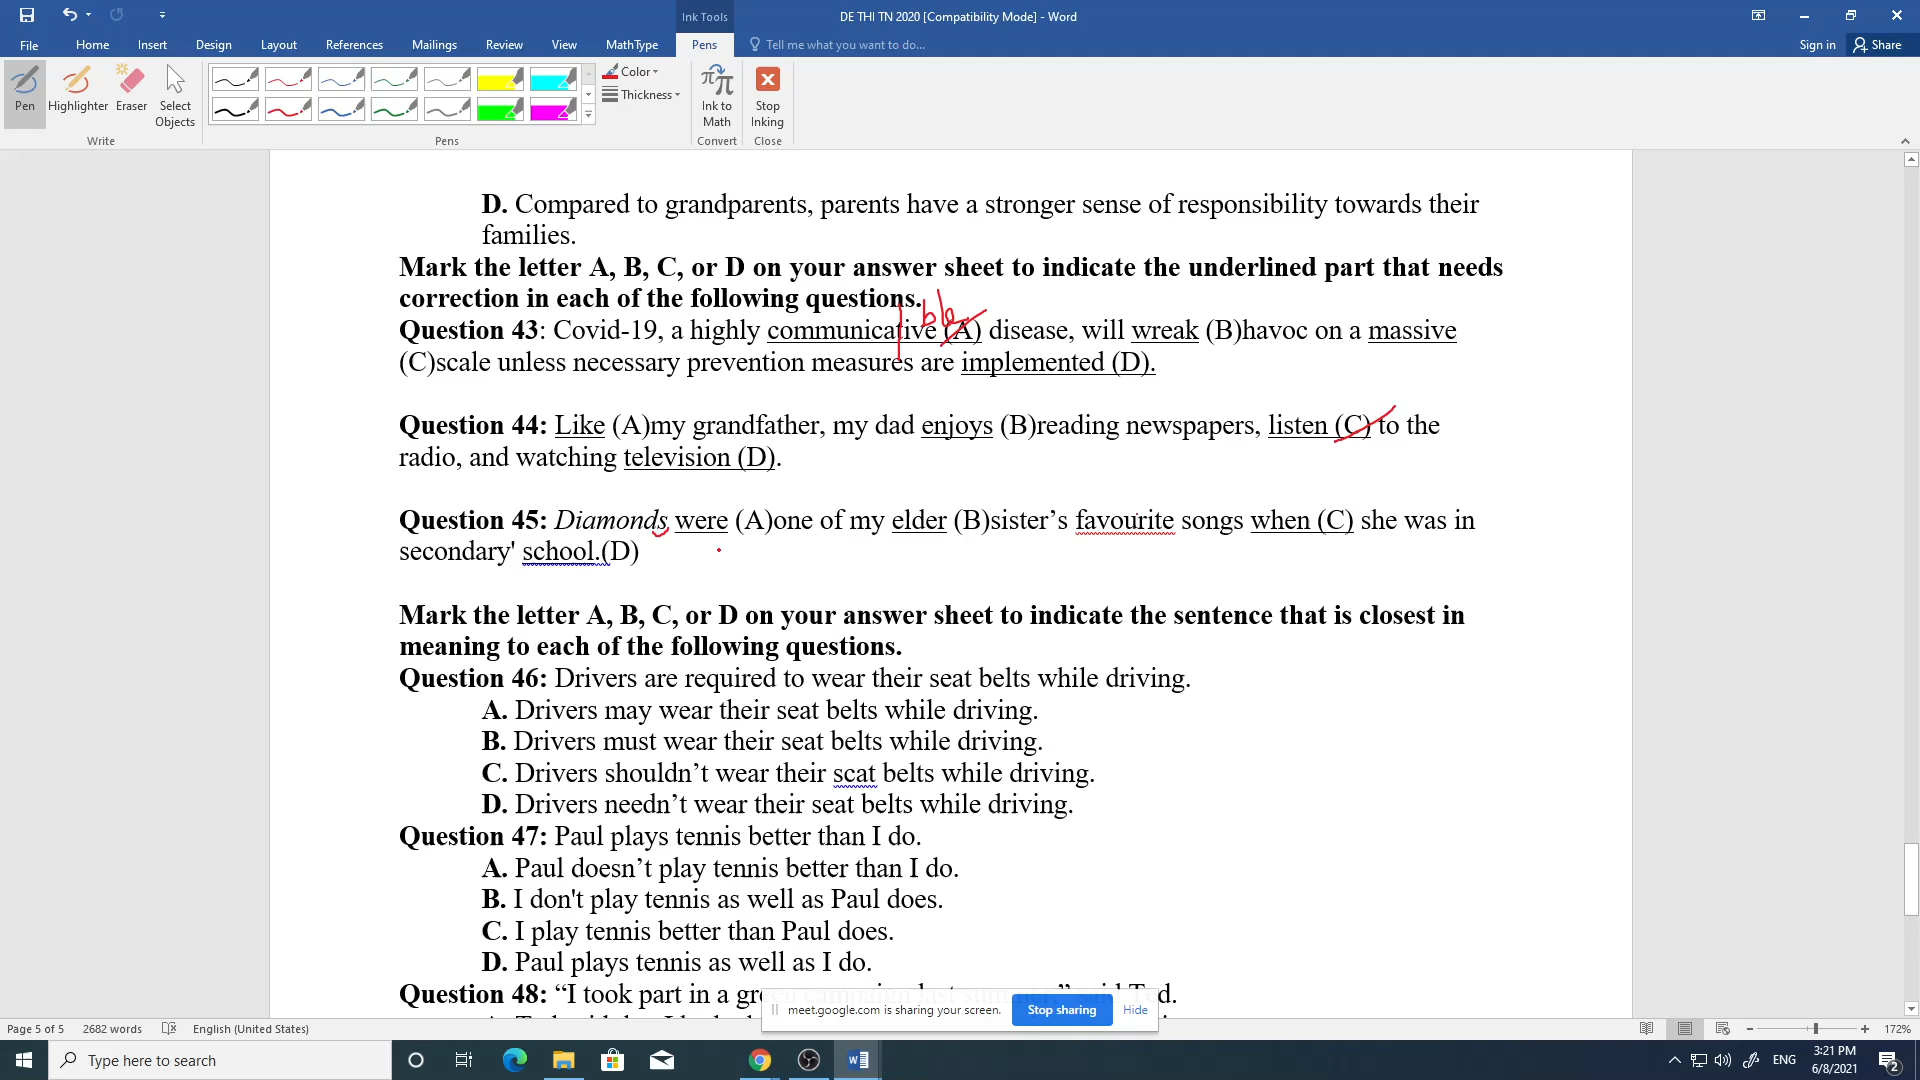 Ink Tools
DE THI TN 2020 [Compatibility Mode] - Word
File Home Insert Design Layout References Mailings Review View MathType Pens Tell me what you want to do... Sign in Share
Color
Thickness
Pen Highlighter Eraser Select Objects Ink to Math Stop Inking
Write Pens Convert Close
D. Compared to grandparents, parents have a stronger sense of responsibility towards their
families.
Mark the letter A, B, C, or D on your answer sheet to indicate the underlined part that needs
correction in each of the following questions.
ble
Question 43: Covid-19, a highly communicative (A) disease, will wreak (B)havoc on a massive
(C)scale unless necessary prevention measures are implemented (D).
Question 44: Like (A)my grandfather, my dad enjoys (B)reading newspapers, listen (C) to the
radio, and watching television (D).
Question 45: Diamonds were (A)one of my elder (B)sister’s favourite songs when (C) she was in
secondary' school.(D)
Mark the letter A, B, C, or D on your answer sheet to indicate the sentence that is closest in
meaning to each of the following questions.
Question 46: Drivers are required to wear their seat belts while driving.
A. Drivers may wear their seat belts while driving.
B. Drivers must wear their seat belts while driving.
C. Drivers shouldn’t wear their scat belts while driving.
D. Drivers needn’t wear their seat belts while driving.
Question 47: Paul plays tennis better than I do.
A. Paul doesn’t play tennis better than I do.
B. I don't play tennis as well as Paul does.
C. I play tennis better than Paul does.
D. Paul plays tennis as well as I do.
Question 48: “I took part in a green campaign last summer,” said Ted.
meet.google.com is sharing your screen. Stop sharing Hide
Page 5 of 5 2682 words English (United States) 172%
Type here to search ENG 3:21 PM
6/8/2021 2